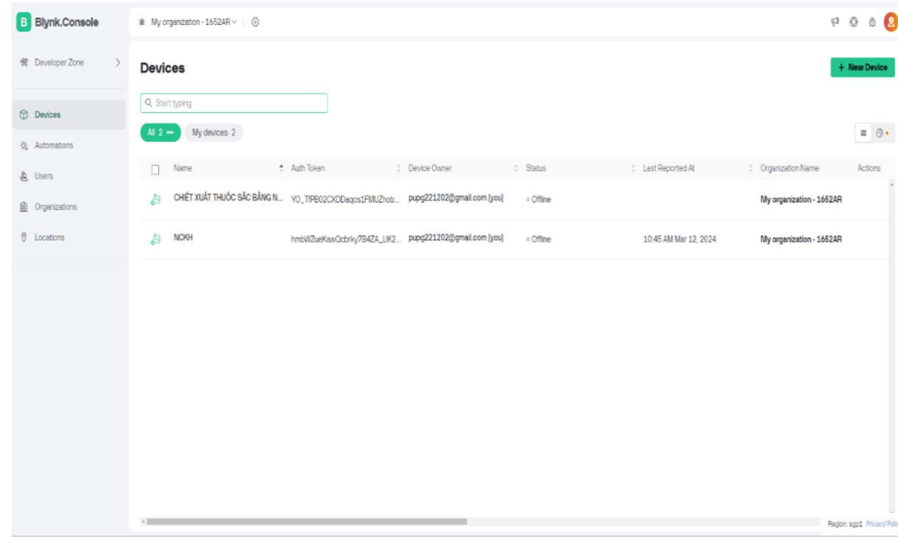 B Blynk.Console
My organization - 1652AR
Developer Zone
Devices
Automations
Users
Organizations
Locations
Devices
+ New Device
Start typing
All 2
My devices 2
Name Auth Token Device Owner Status Last Reported At Organization Name Actions
CHIẾT XUẤT THUỐC SẮC BẰNG N... pupg221202@gmail.com (you) Offline My organization - 1652AR
NCKH pupg221202@gmail.com (you) Offline 10:45 AM Mar 12, 2024 My organization - 1652AR
Region: sgp1 Privacy Polic